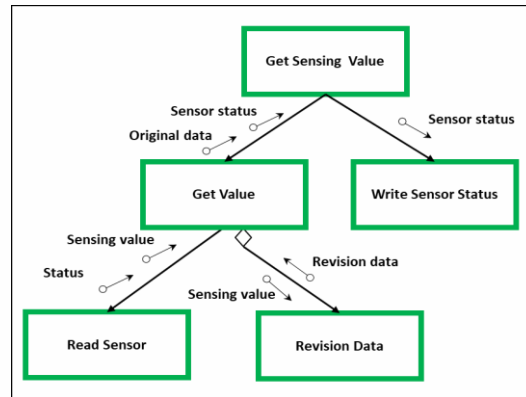 Get Sensing Value
Sensor status
Original data
Sensor status
Get Value
Write Sensor Status
Sensing value
Status
Revision data
Sensing value
Read Sensor
Revision Data